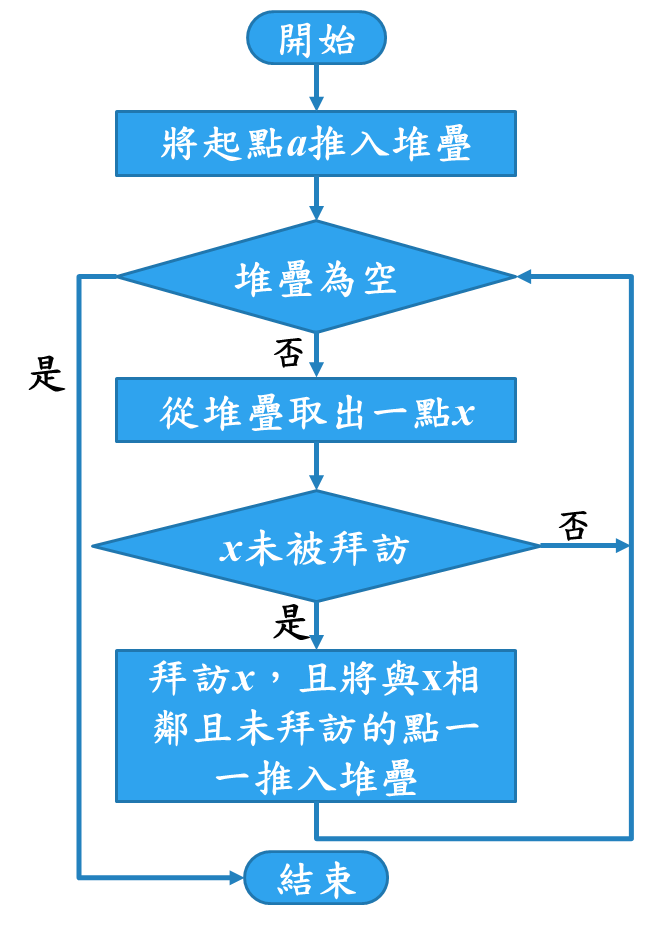 開始
將起點a推入堆疊
堆疊為空
否
是
從堆疊取出一點x
x未被拜訪
否
是
拜訪x，且將與x相
鄰且未拜訪的點一
一推入堆疊
結束